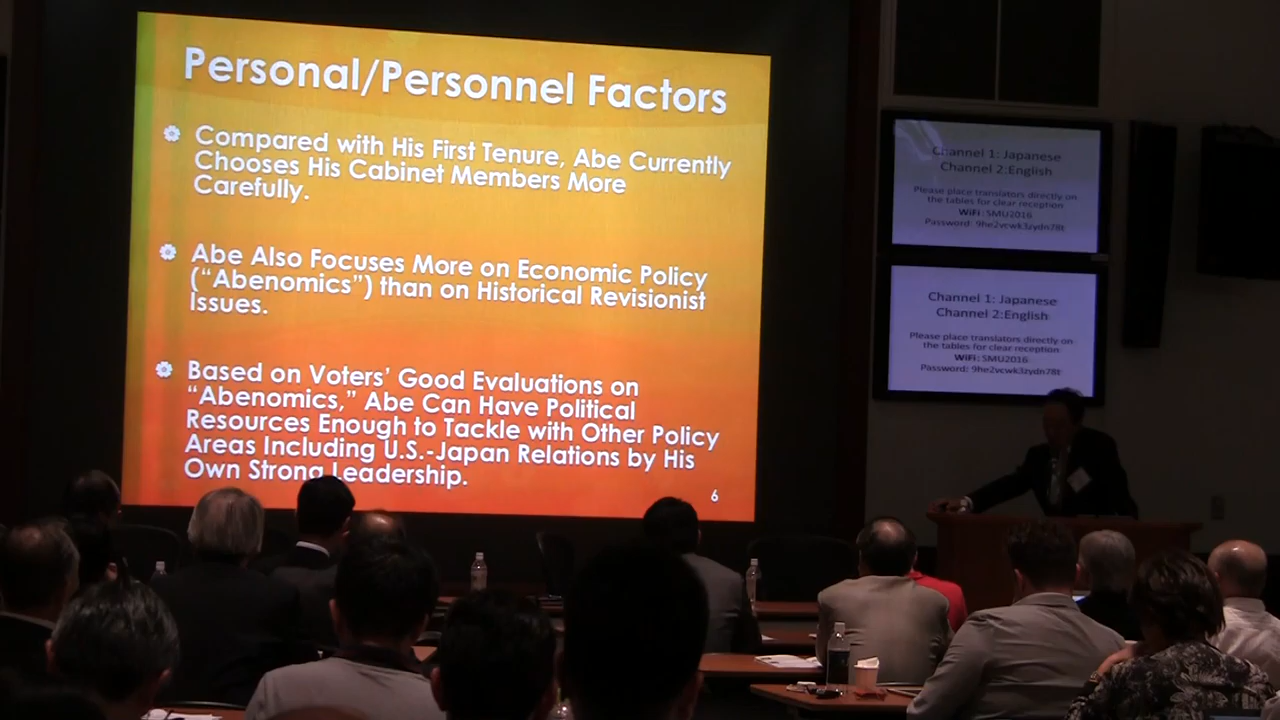 Personal/Personnel Factors
Compared with His First Tenure, Abe Currently
Chooses His Cabinet Members More
Carefully.
Abe Also Focuses More on Economic Policy
(“Abenomics”) than on Historical Revisionist
Issues.
Based on Voters’ Good Evaluations on
“Abenomics,” Abe Can Have Political
Resources Enough to Tackle with Other Policy
Areas Including U.S.-Japan Relations by His
Own Strong Leadership.
6
Channel 1: Japanese
Channel 2:English
Please place translators directly on
the tables for clear reception
WiFi: SMU2016
Password: 9he2vcwk3zydn78t
Channel 1: Japanese
Channel 2:English
Please place translators directly on
the tables for clear reception
WiFi: SMU2016
Password: 9he2vcwk3zydn78t